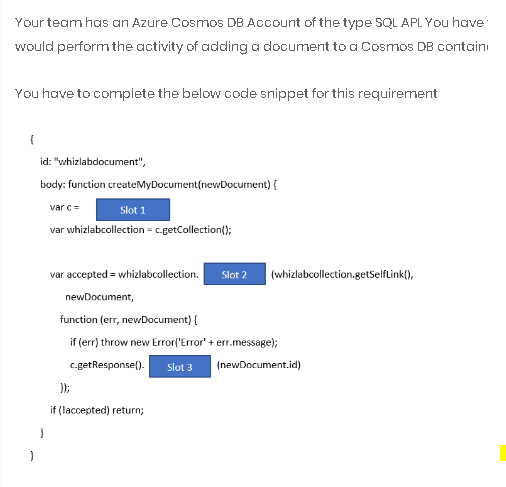 Your team has an Azure Cosmos DB Account of the type SQL API. You have
would perform the activity of adding a document to a Cosmos DB
You have to complete the below code snippet for this requirement
{
id: "whizlabdocument",
body: function createMyDocument(newDocument) {
var c = Slot 1
var whizlabcollection = c.getCollection();
var accepted = whizlabcollection. Slot 2 (whizlabcollection.getSelfLink(),
newDocument,
function (err, newDocument) {
if (err) throw new Error('Error' + err.message);
c.getResponse(). Slot 3 (newDocument.id)
});
if (!accepted) return;
}
}